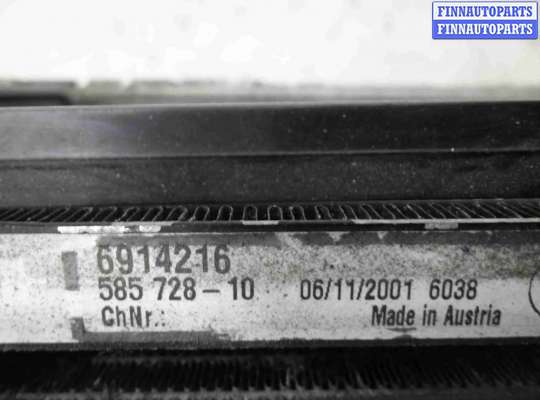 FINNAUTOPARTS
FINNAUTOPARTS
6914216
585 728-10 06/11/2001 6038
ChNr.: Made in Austria